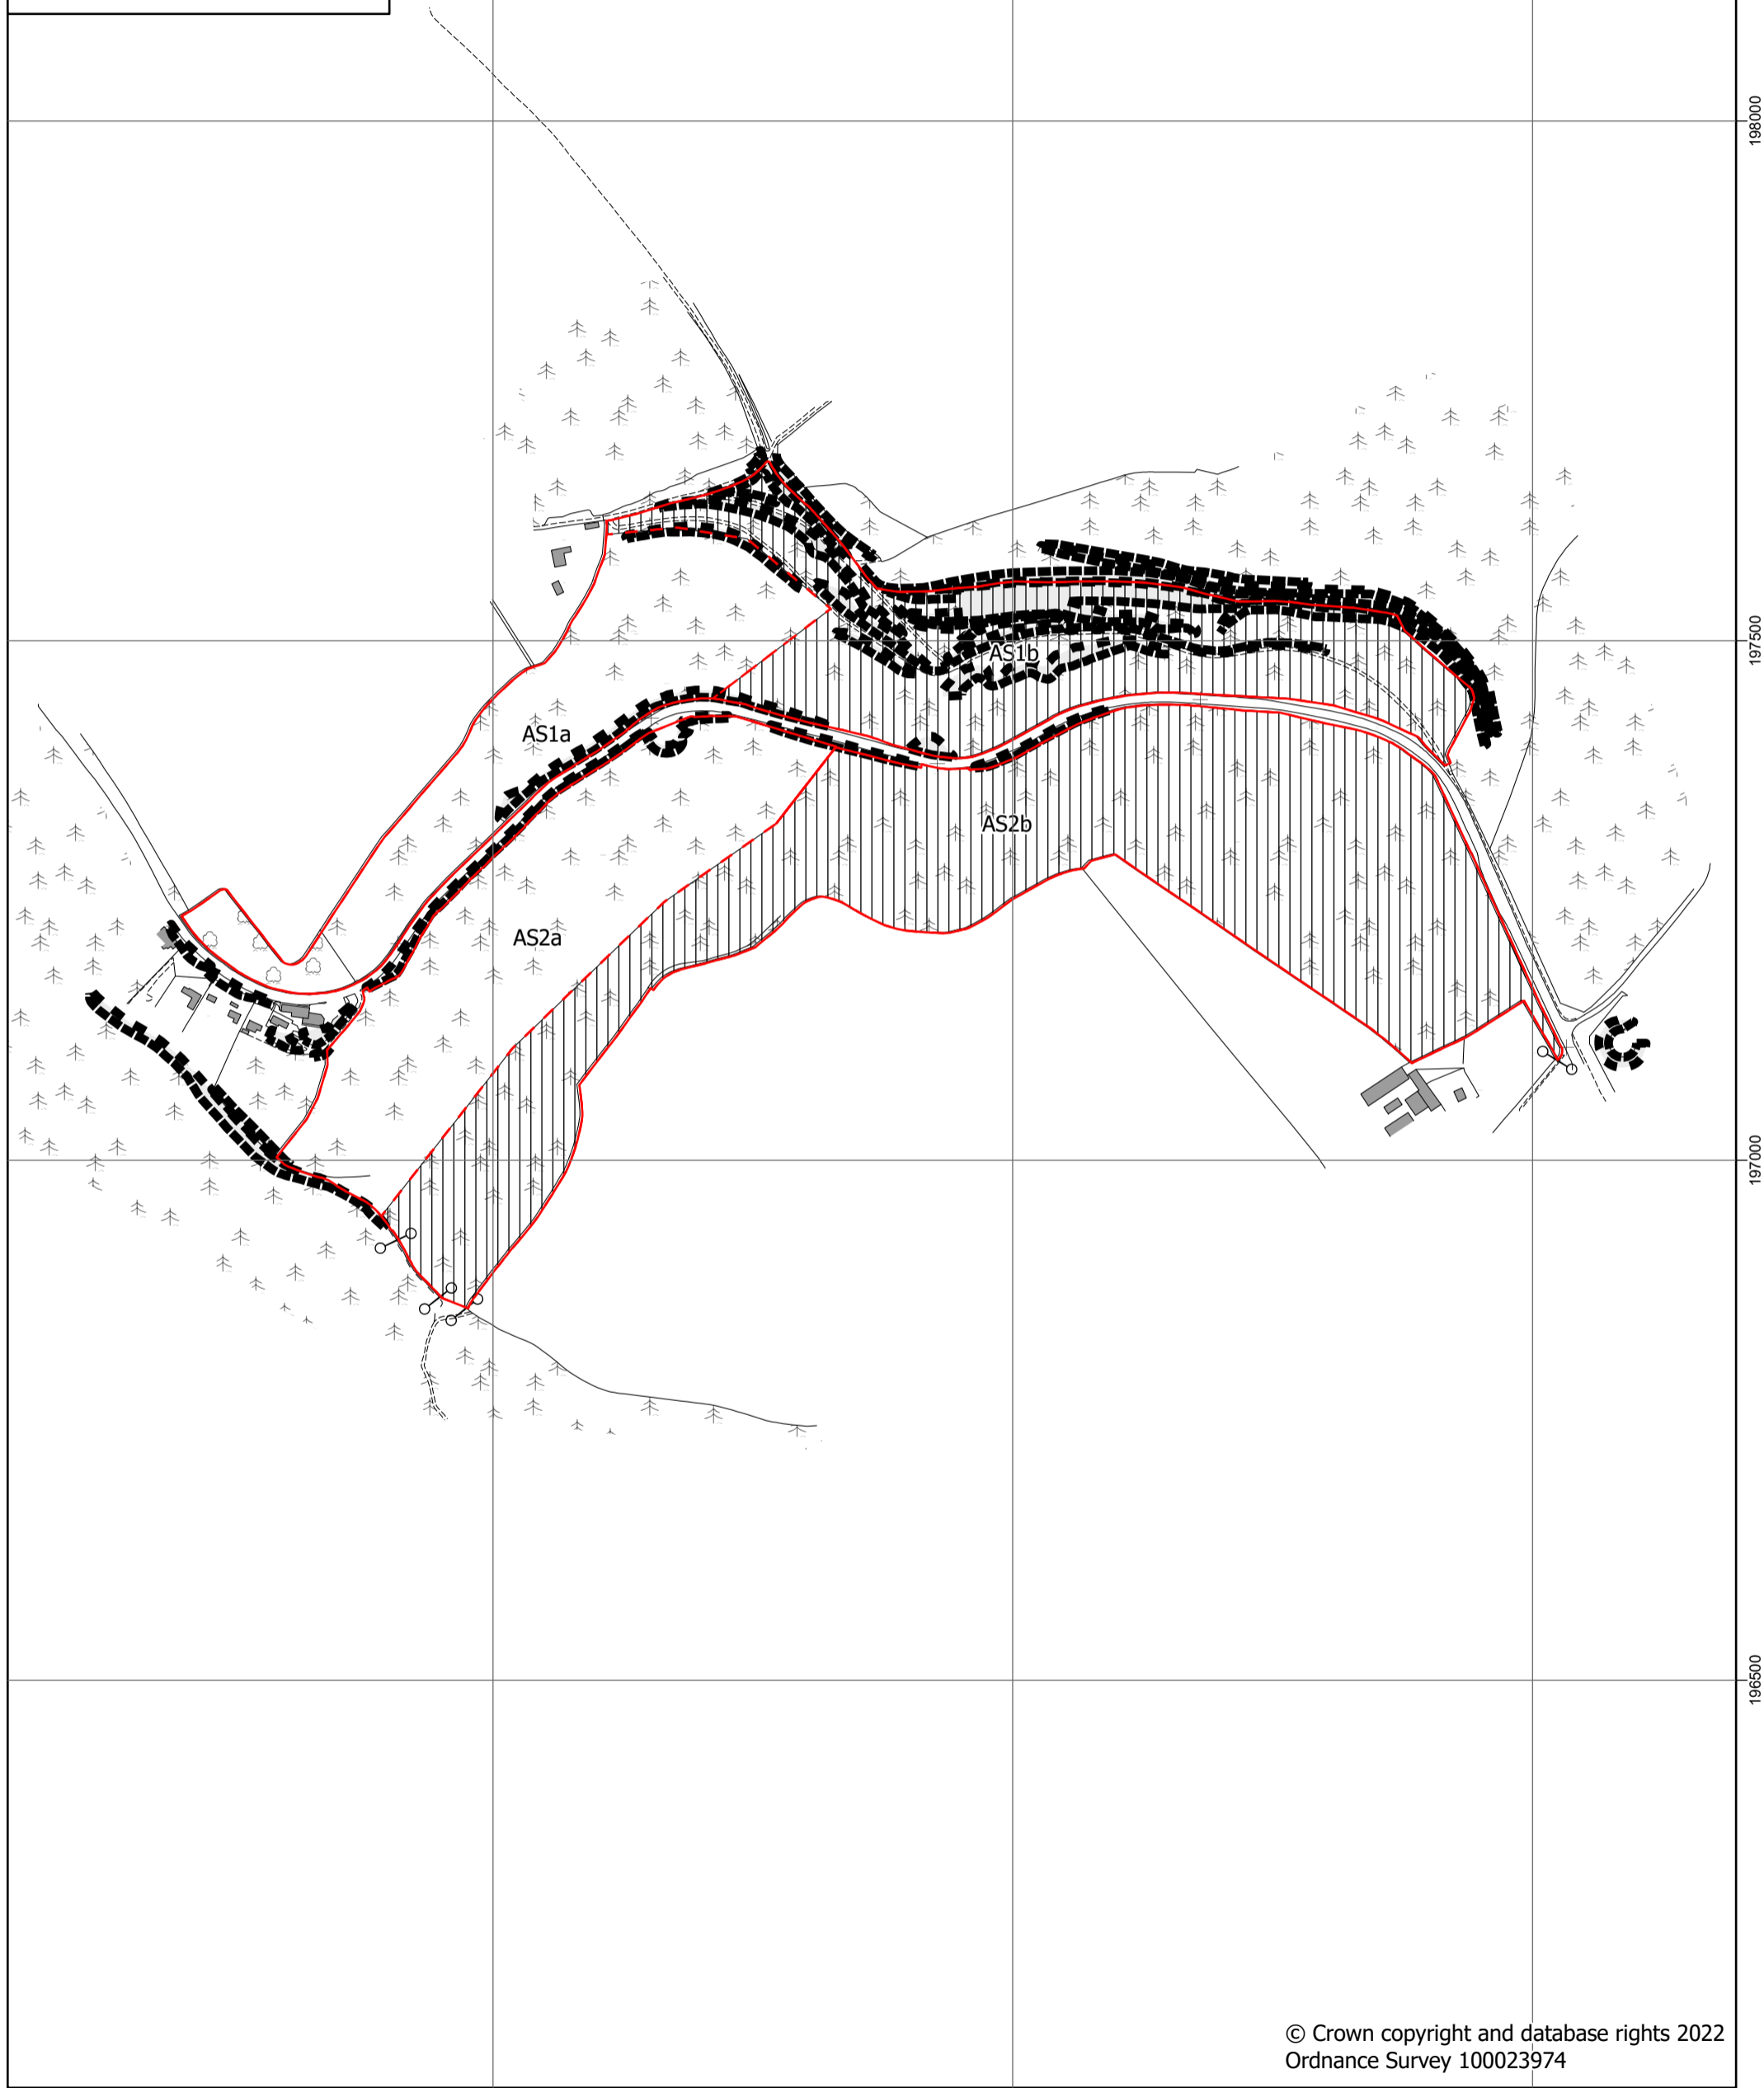 198000
197500
AS1b
AS1a
AS2b
AS2a
197000
196500
© Crown copyright and database rights 2022
Ordnance Survey 100023974